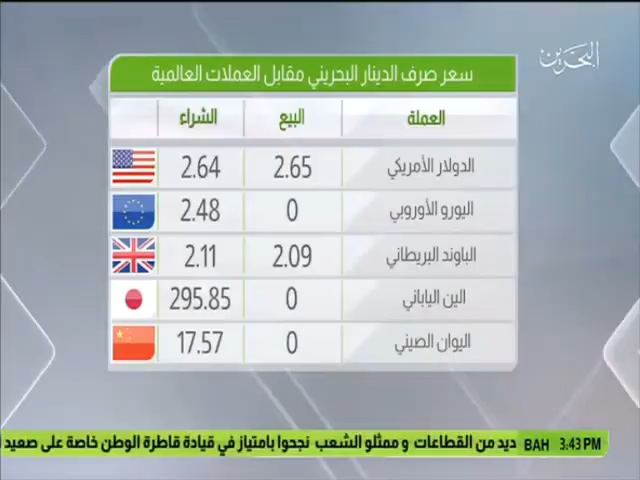 البحرين
سعر صرف الدينار البحريني مقابل العملات العالمية
العملة البيع الشراء
الدولار الأمريكي 2.65 2.64
اليورو الأوروبي 0 2.48
الباوند البريطاني 2.09 2.11
الين الياباني 0 295.85
اليوان الصيني 0 17.57
ديد من القطاعات و ممثلو الشعب نجحوا بامتياز في قيادة قاطرة الوطن خاصة على صعيد
BAH 3:43 PM